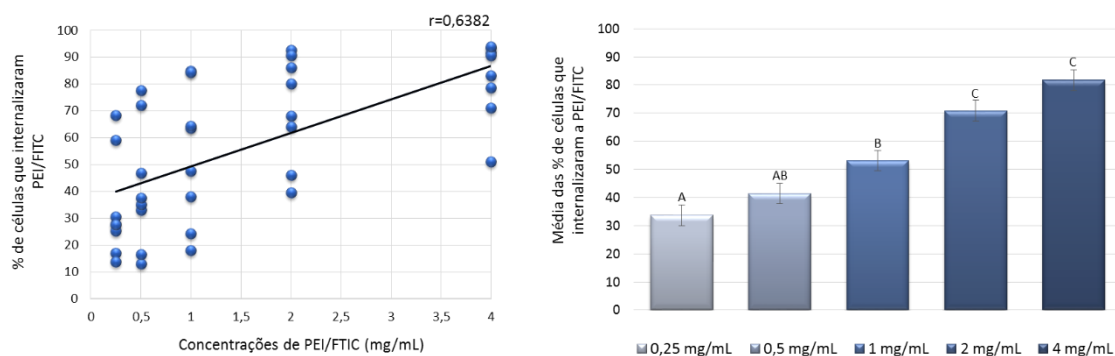 r=0,6382
% de células que internalizaram
PEI/FITC
100
90
80
70
60
50
40
30
20
10
0
0
0,5
1
1,5
2
2,5
3
3,5
4
Concentrações de PEI/FTIC (mg/mL)
Média das % de células que
internalizaram a PEI/FITC
100
90
80
70
60
50
40
30
20
10
0
A
AB
B
C
C
0,25 mg/mL
0,5 mg/mL
1 mg/mL
2 mg/mL
4 mg/mL